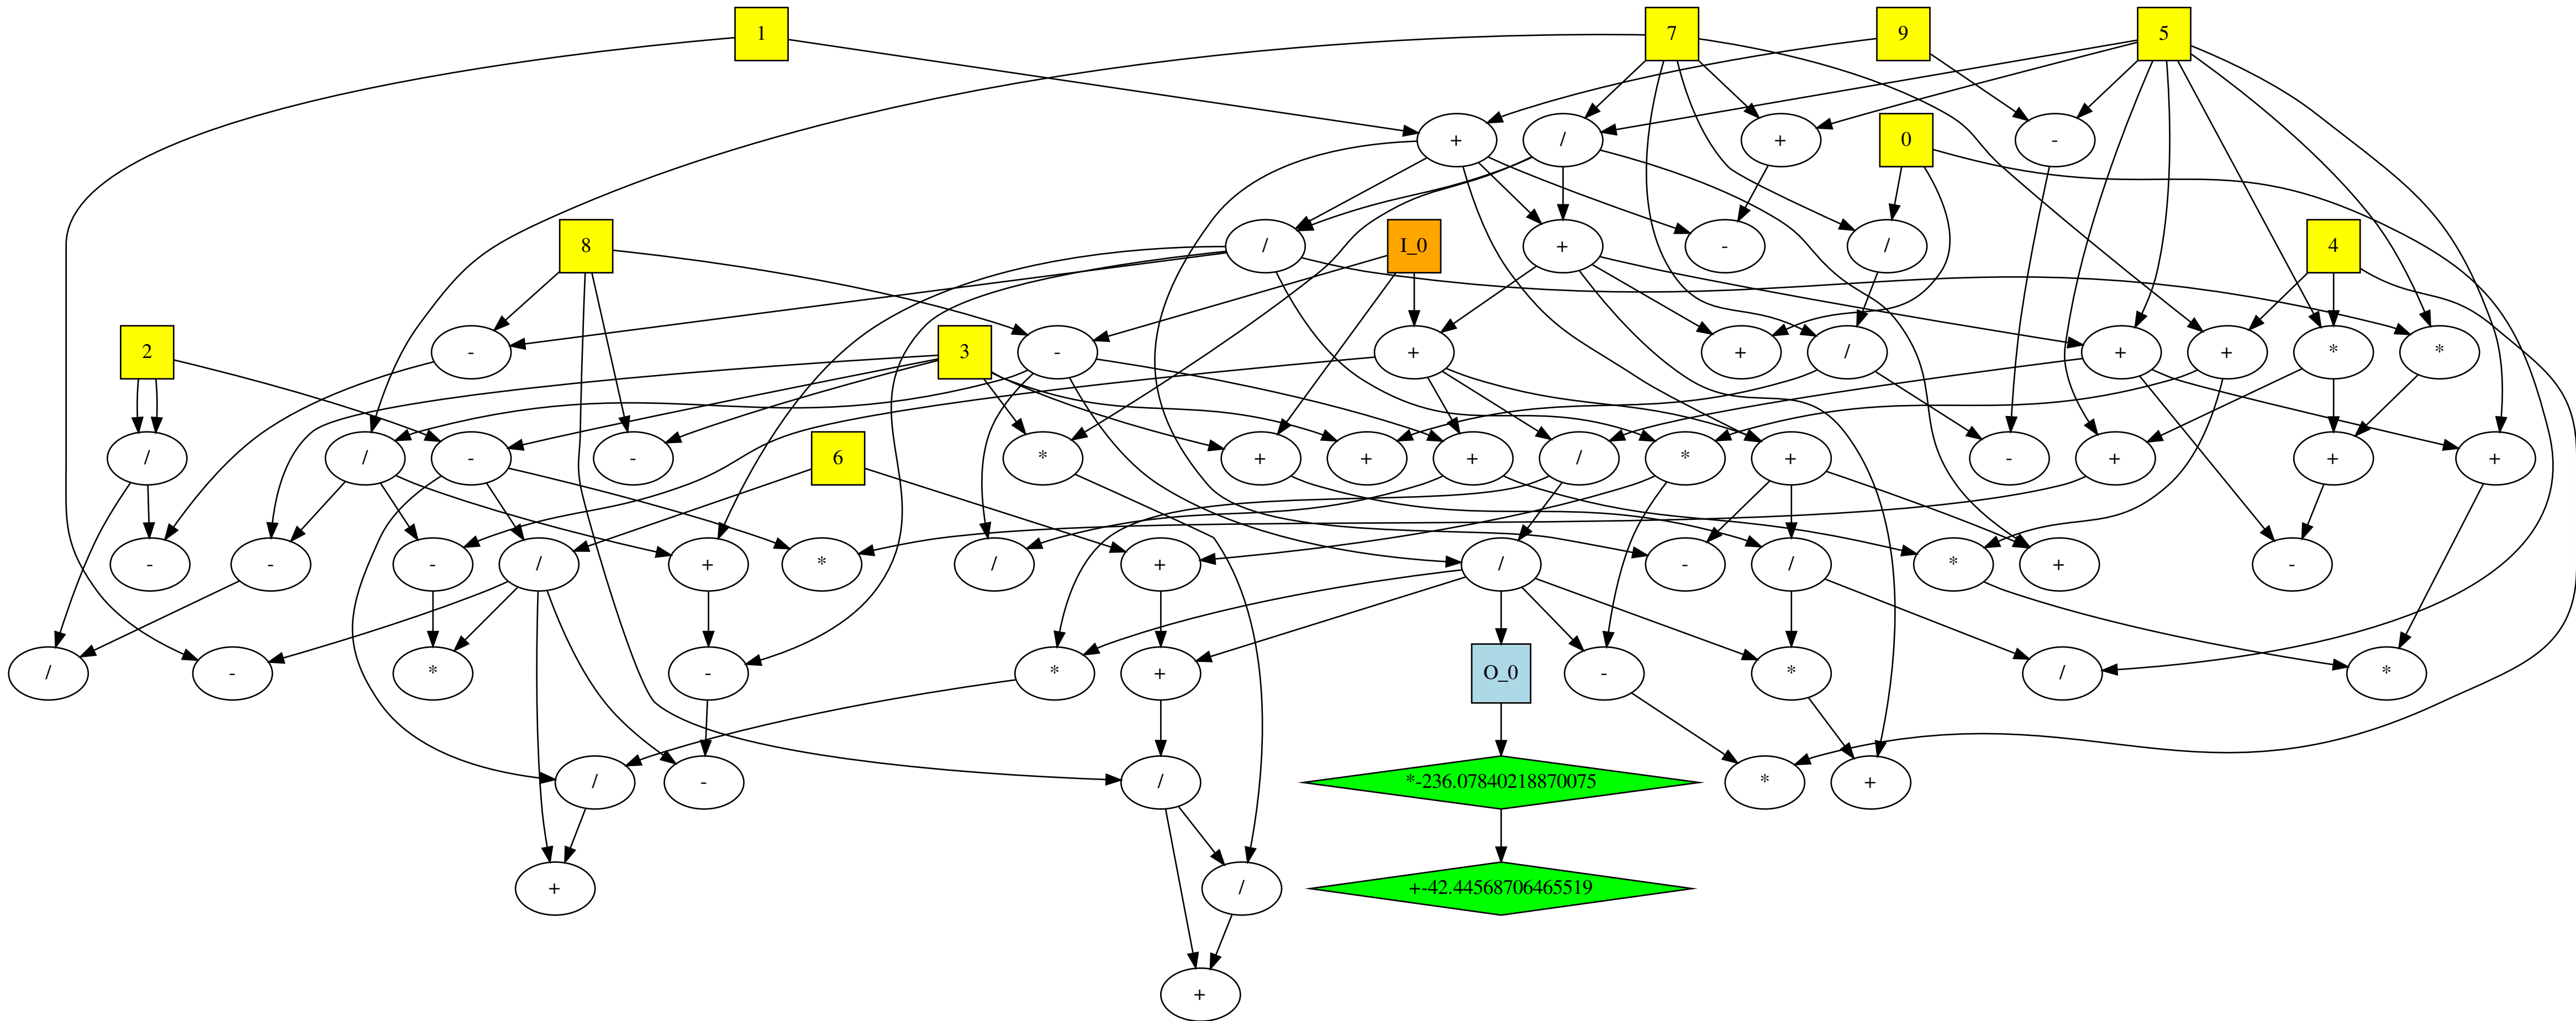 1 7 9 5
+ / + 0 -
8 / I_0 + - / 4
2 - 3 - + + / + + * *
/ / - - * 6 + + + / * + - + + +
- - - / + * / + / - / * + -
/ - * - * + O_0 - * / *
/ - / *-236.07840218870075 * +
+ / +-42.44568706465519
+